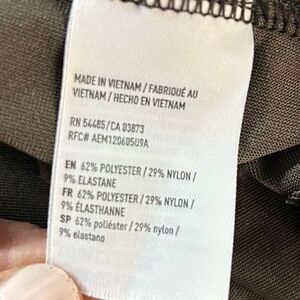 MADE IN VIETNAM / FABRIQUÉ AU
VIETNAM / HECHO EN VIETNAM
RN 54485/CA 03873
RFC# AEM120605U9A
EN 62% POLYESTER / 29% NYLON /
9% ELASTANE
FR 62% POLYESTER / 29% NYLON /
9% ÉLASTHANNE
SP 62% poliéster / 29% nylon /
9% elastano